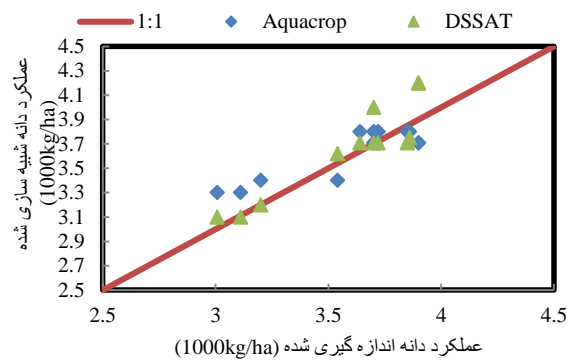 1:1 Aquacrop DSSAT
عملکرد دانه شبیه سازی شده
(1000kg/ha)
4.5
4.3
4.1
3.9
3.7
3.5
3.3
3.1
2.9
2.7
2.5
2.5 3 3.5 4 4.5
عملکرد دانه اندازه گیری شده (1000kg/ha)